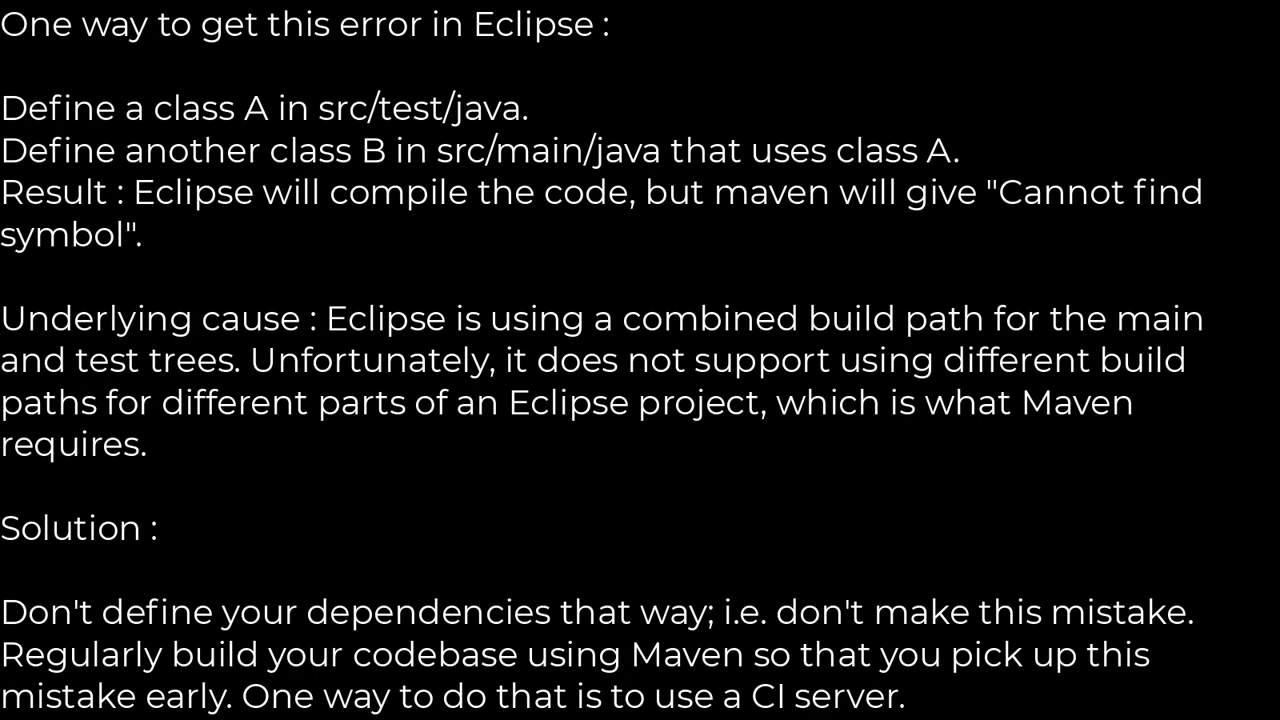 One way to get this error in Eclipse :
Define a class A in src/test/java.
Define another class B in src/main/java that uses class A.
Result : Eclipse will compile the code, but maven will give "Cannot find
symbol".
Underlying cause : Eclipse is using a combined build path for the main
and test trees. Unfortunately, it does not support using different build
paths for different parts of an Eclipse project, which is what Maven
requires.
Solution :
Don't define your dependencies that way; i.e. don't make this mistake.
Regularly build your codebase using Maven so that you pick up this
mistake early. One way to do that is to use a CI server.